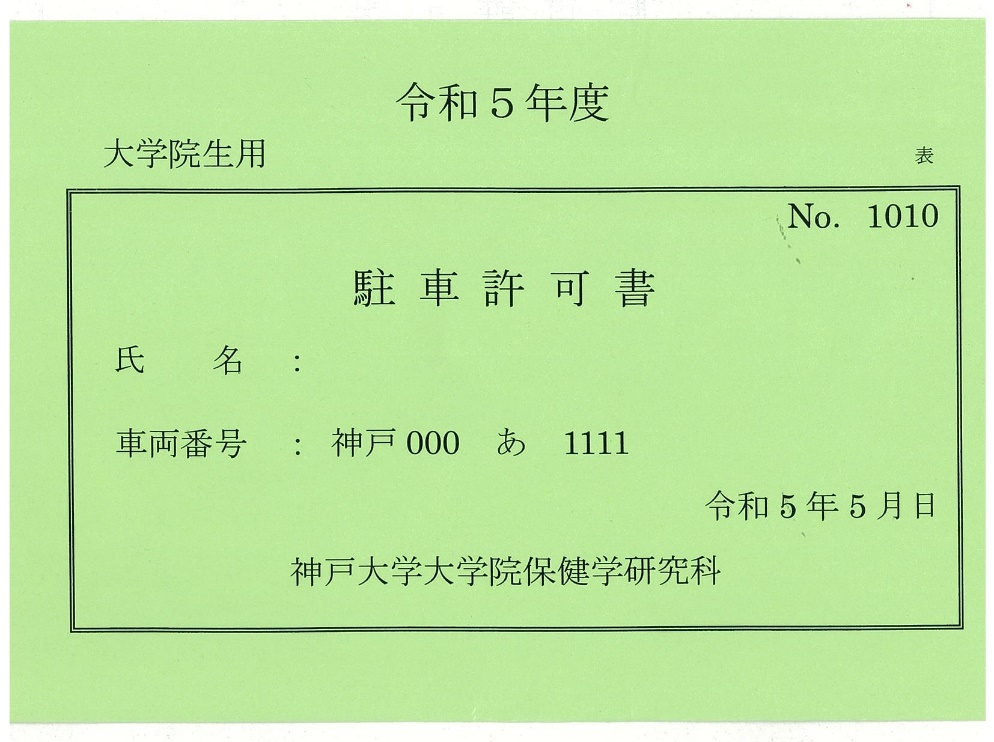 令和５年度
大学院生用
表
No. 1010
駐 車 許 可 書
氏　　名　：
車両番号　：　神戸 000　あ　1111
令和 5 年 5 月 日
神戸大学大学院保健学研究科